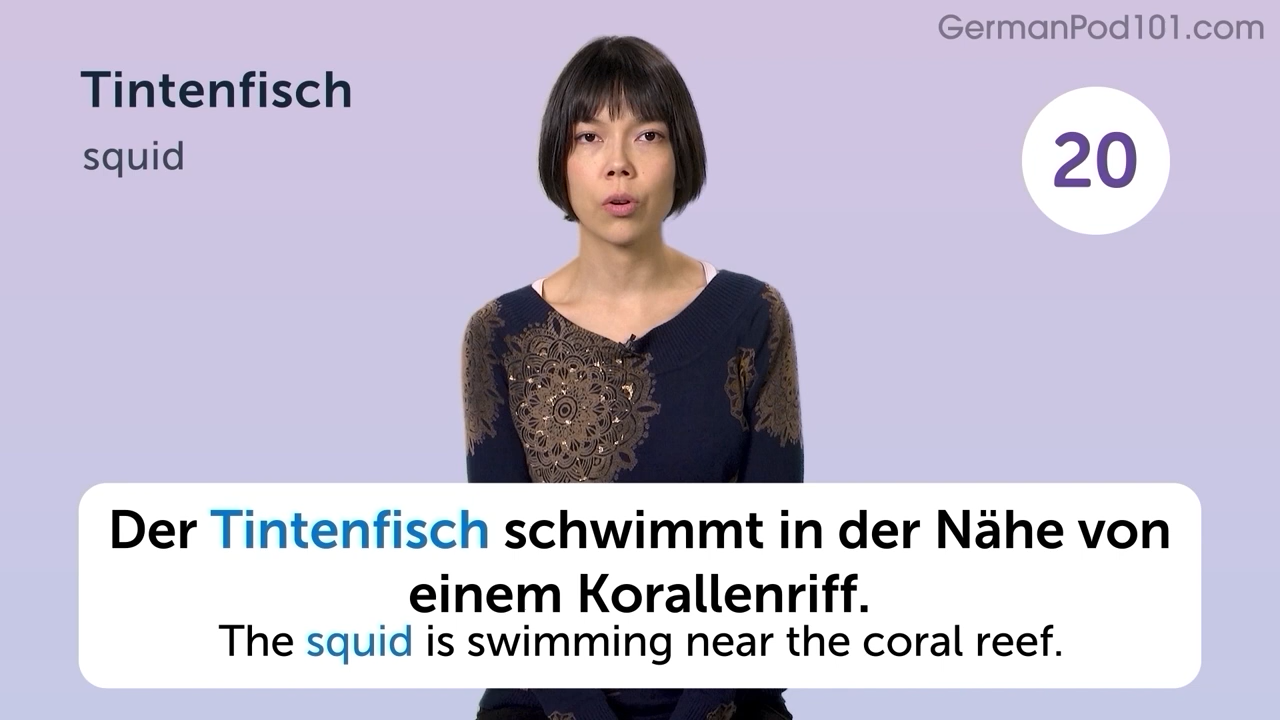 GermanPod101.com
Tintenfisch
squid
20
Der Tintenfisch schwimmt in der Nähe von
einem Korallenriff.
The squid is swimming near the coral reef.